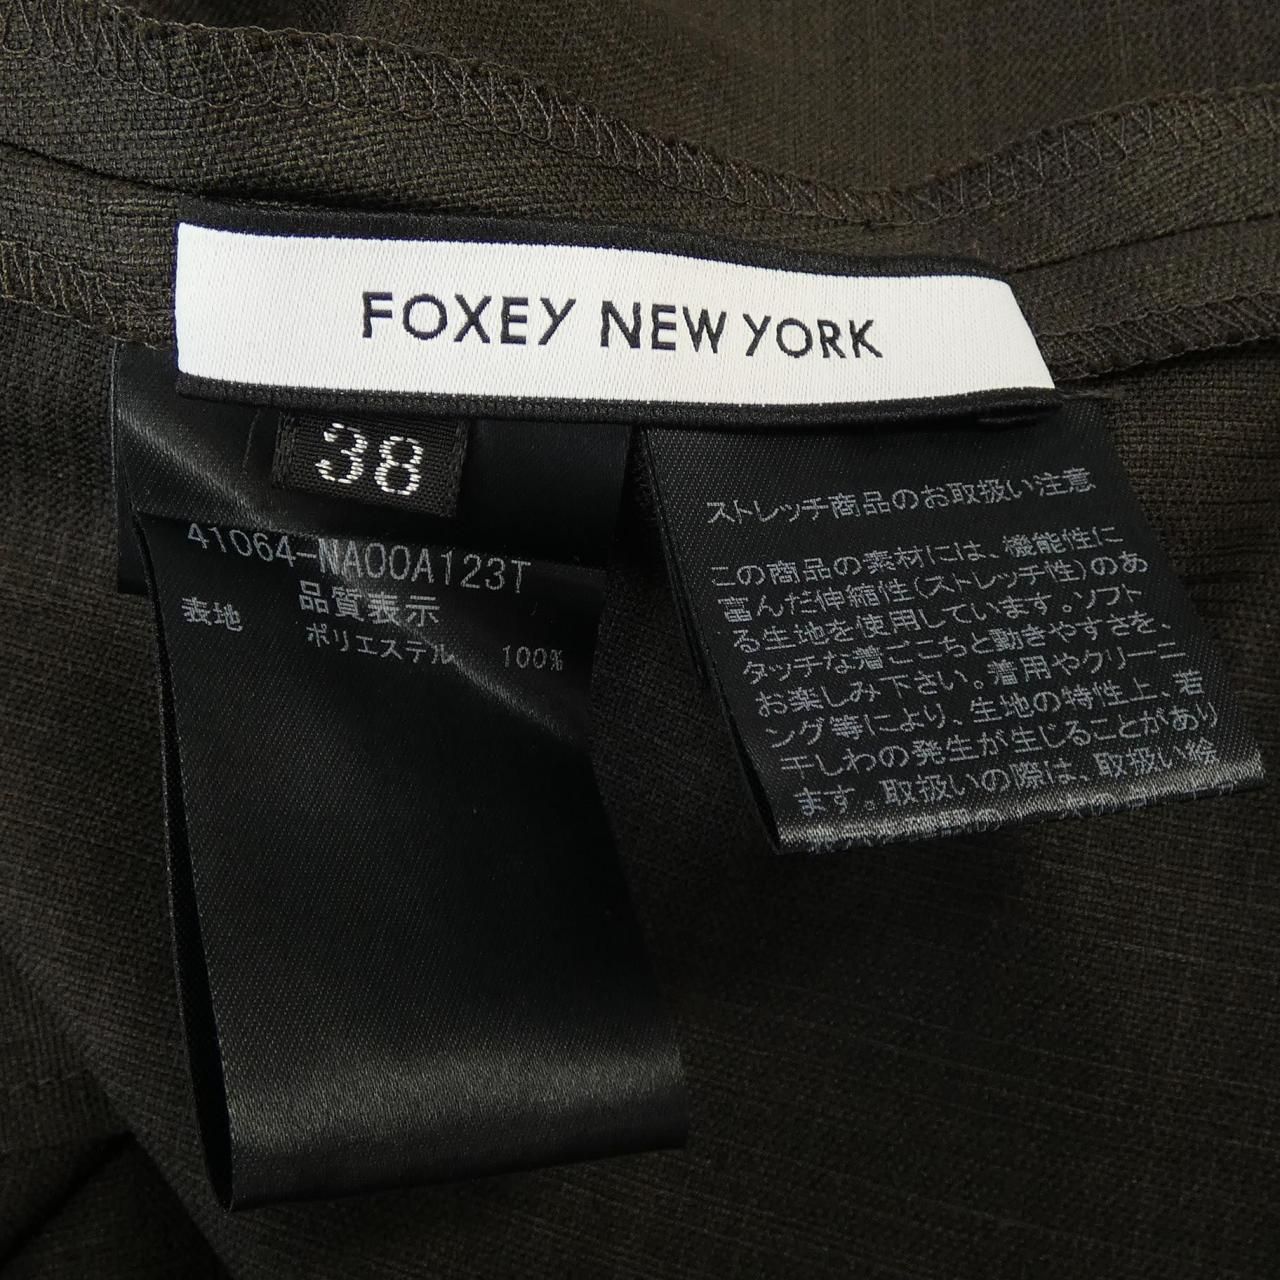 FOXEY NEW YORK
38
41064-NA00A123T
品質表示
表地 ポリエステル 100%
ストレッチ商品のお取扱い注意
この商品の素材には、機能性に
富んだ伸縮性(ストレッチ性)のあ
る生地を使用しています。ソフト
タッチな着ごこちと動きやすさを、
お楽しみ下さい。着用やクリーニ
ング等により、生地の特性上、若
干しわの発生が生じることがあり
ます。取扱いの際は、取扱い絵